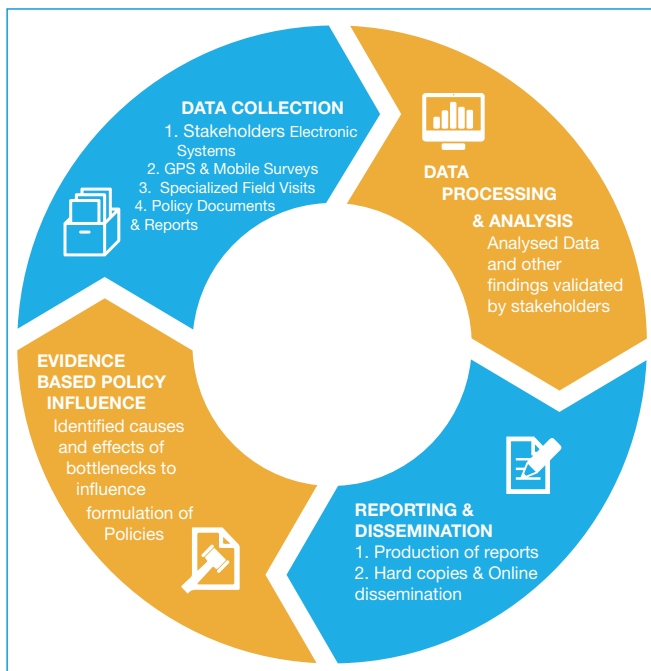 DATA COLLECTION
1. Stakeholders Electronic
Systems
2. GPS & Mobile Surveys
3. Specialized Field Visits
4. Policy Documents
& Reports
DATA
PROCESSING
& ANALYSIS
Analysed Data
and other
findings validated
by stakeholders
REPORTING &
DISSEMINATION
1. Production of reports
2. Hard copies & Online
dissemination
EVIDENCE
BASED POLICY
INFLUENCE
Identified causes
and effects of
bottlenecks to
influence
formulation of
Policies